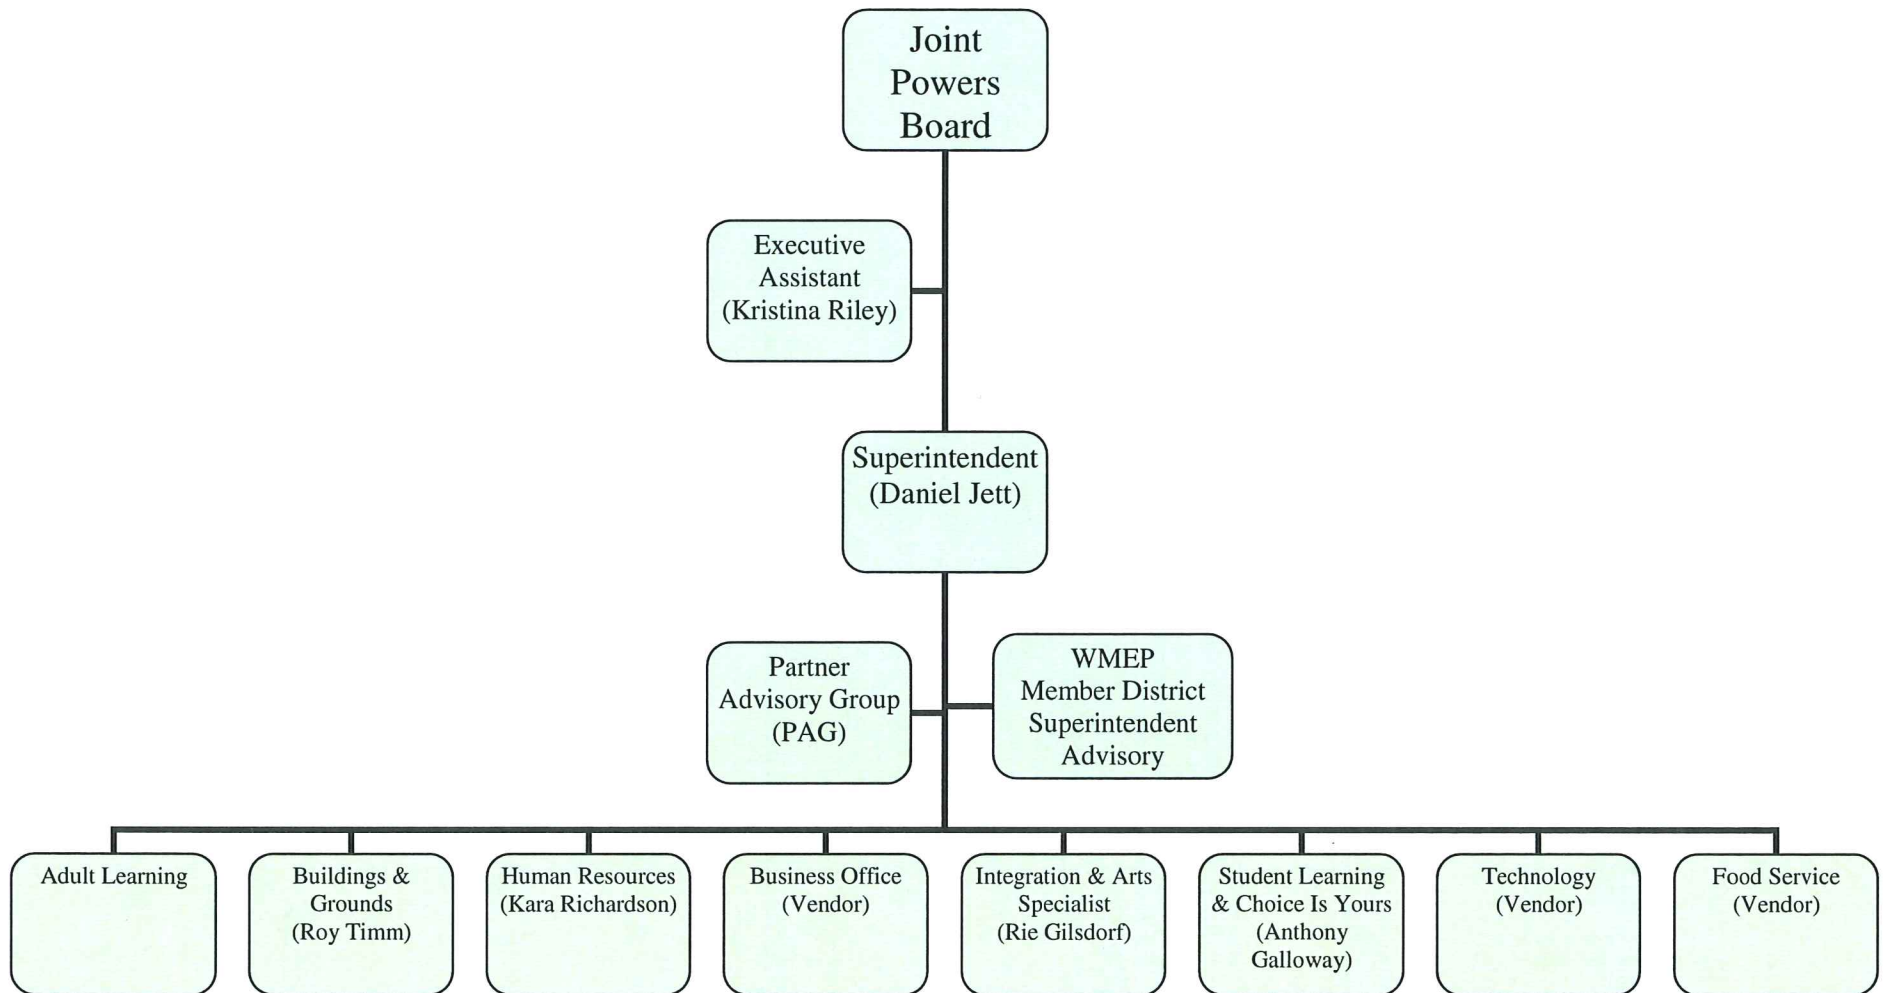 Joint
Powers
Board
Executive
Assistant
(Kristina Riley)
Superintendent
(Daniel Jett)
Partner
Advisory Group
(PAG)
WMEP
Member District
Superintendent
Advisory
Adult Learning
Buildings &
Grounds
(Roy Timm)
Human Resources
(Kara Richardson)
Business Office
(Vendor)
Integration & Arts
Specialist
(Rie Gilsdorf)
Student Learning
& Choice Is Yours
(Anthony
Galloway)
Technology
(Vendor)
Food Service
(Vendor)